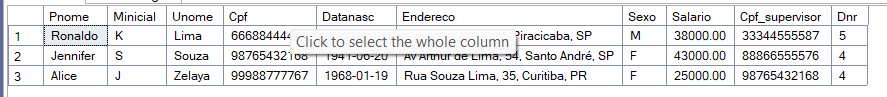 Pnome Minicial Unome Cpf Datanasc Endereco Sexo Salario Cpf_supervisor Dnr
1 Ronaldo K Lima Piracicaba, SP M 38000.00 33344555587 5
Click to select the whole column
2 Jennifer S Souza 98765432168 1941-06-20 Av Arthur de Lima, 54, Santo André, SP F 43000.00 88866555576 4
3 Alice J Zelaya 99988777767 1968-01-19 Rua Souza Lima, 35, Curitiba, PR F 25000.00 98765432168 4